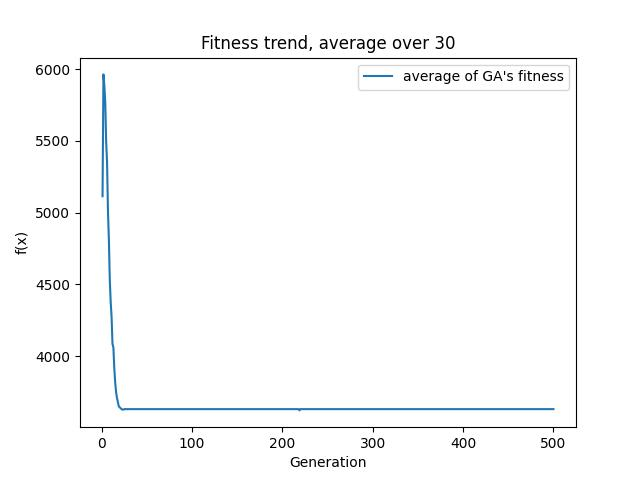 Fitness trend, average over 30
average of GA's fitness
6000
5500
5000
4500
4000
f(x)
0 100 200 300 400 500
Generation